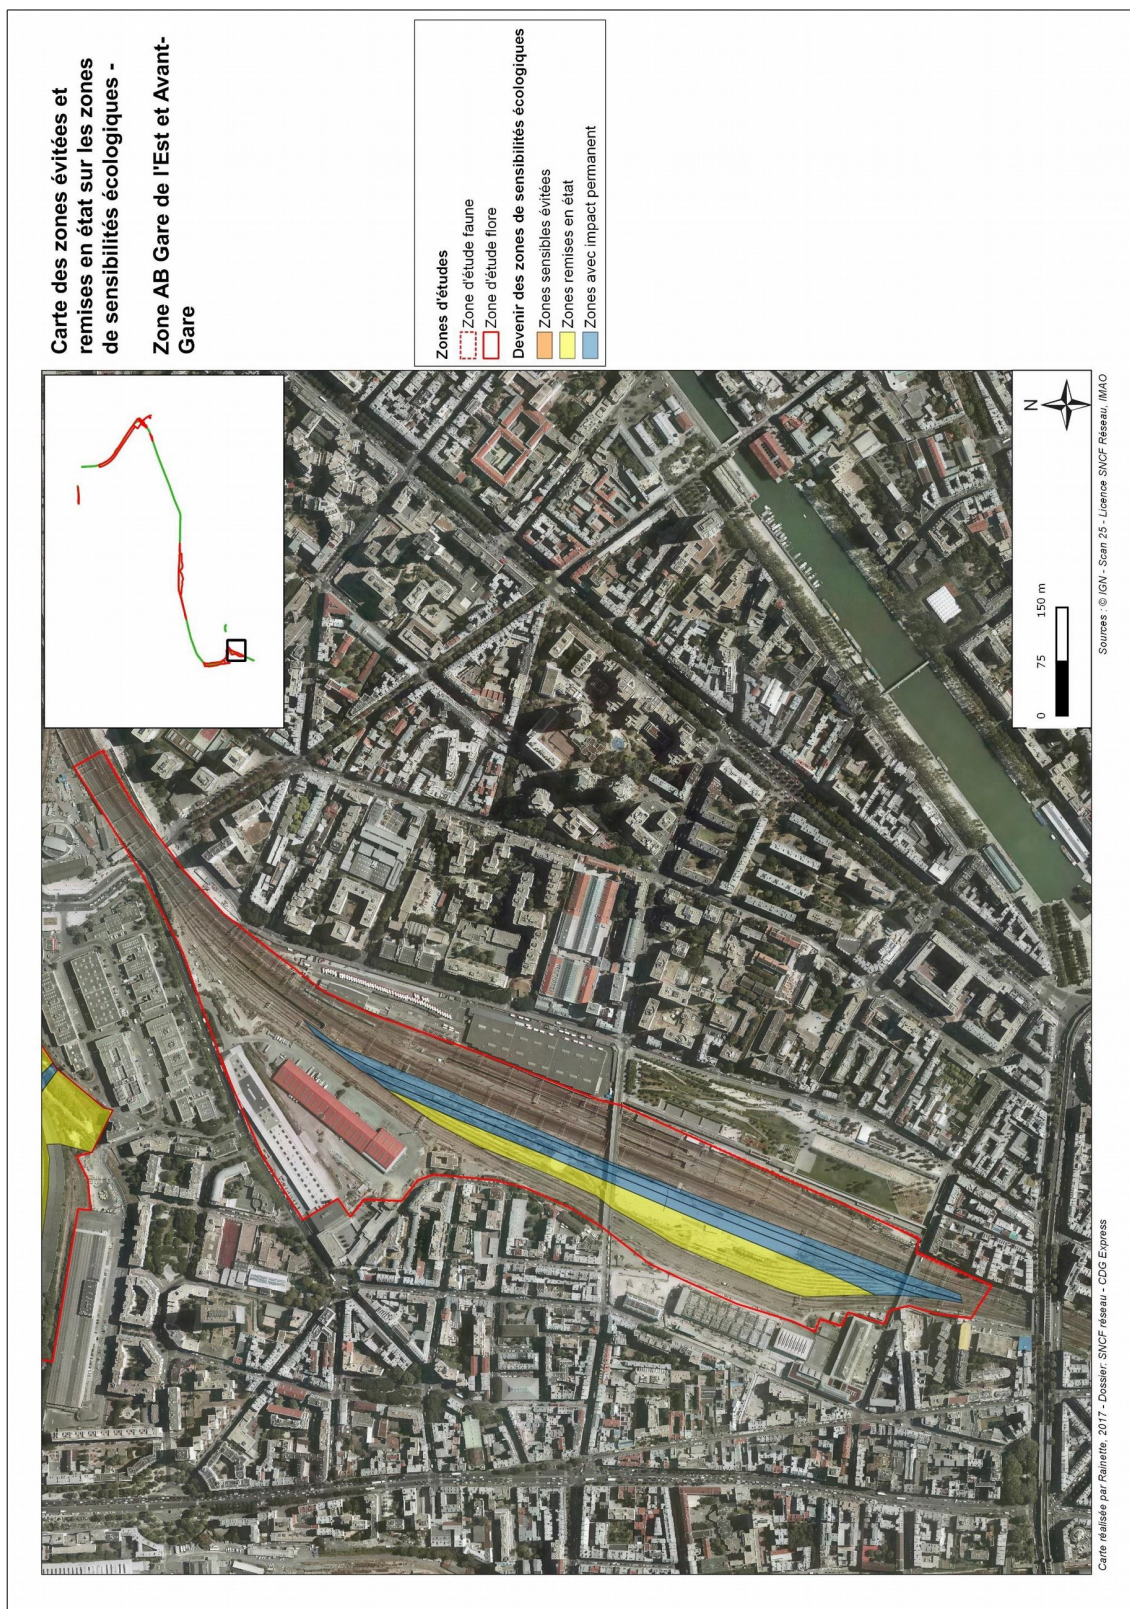 Carte des zones évitées et
remises en état sur les zones
de sensibilités écologiques -
Zone AB Gare de l'Est et Avant-
Gare
Zones d'études
Zone d'étude faune
Zone d'étude flore
Devenir des zones de sensibilités écologiques
Zones sensibles évitées
Zones remises en état
Zones avec impact permanent
N
0 75 150 m
Carte réalisée par Rainette, 2017 - Dossier: SNCF réseau - CDG Express
Sources : © IGN - Scan 25 - Licence SNCF Réseau, IMAO